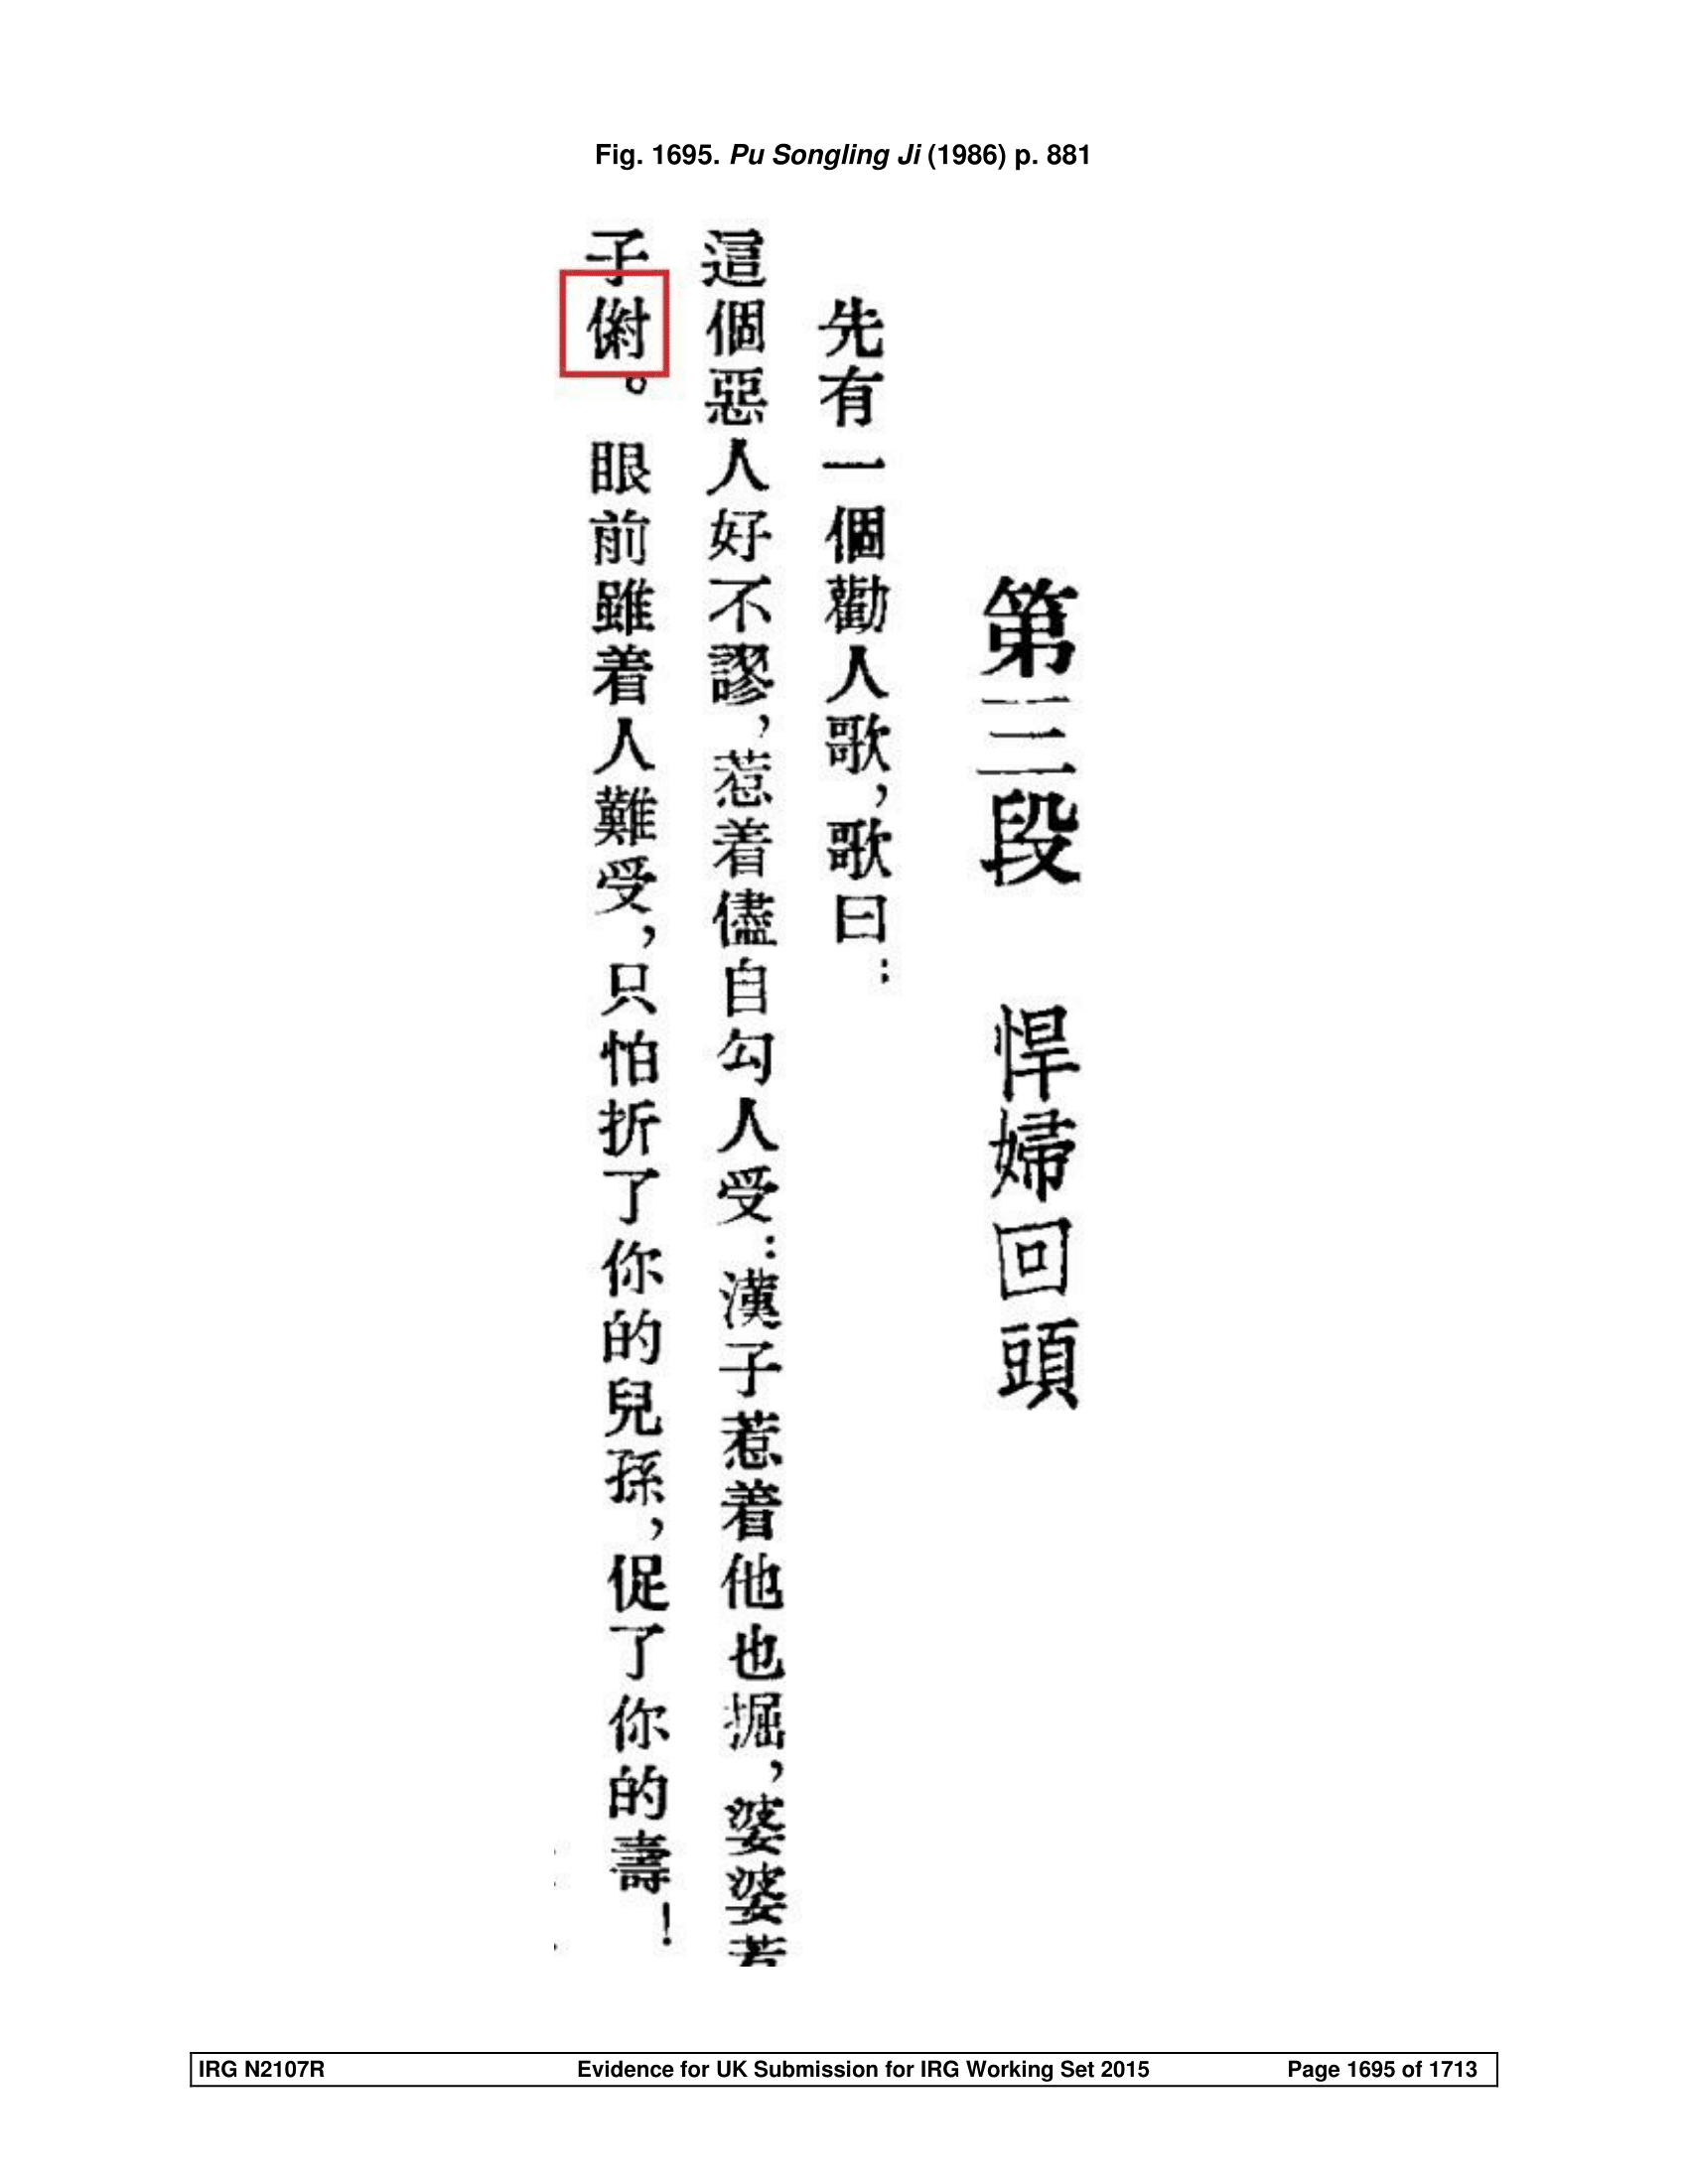 Fig. 1695. Pu Songling Ji (1986) p. 881
第三段 悍婦回頭
先有一個勸人歌，歌曰：
這個惡人好不謬，惹着儘自勾人受：漢子惹着他也掘，婆婆
子。眼前雖着人難受，只怕折了你的兒孫，促了你的壽！
IRG N2107R Evidence for UK Submission for IRG Working Set 2015 Page 1695 of 1713